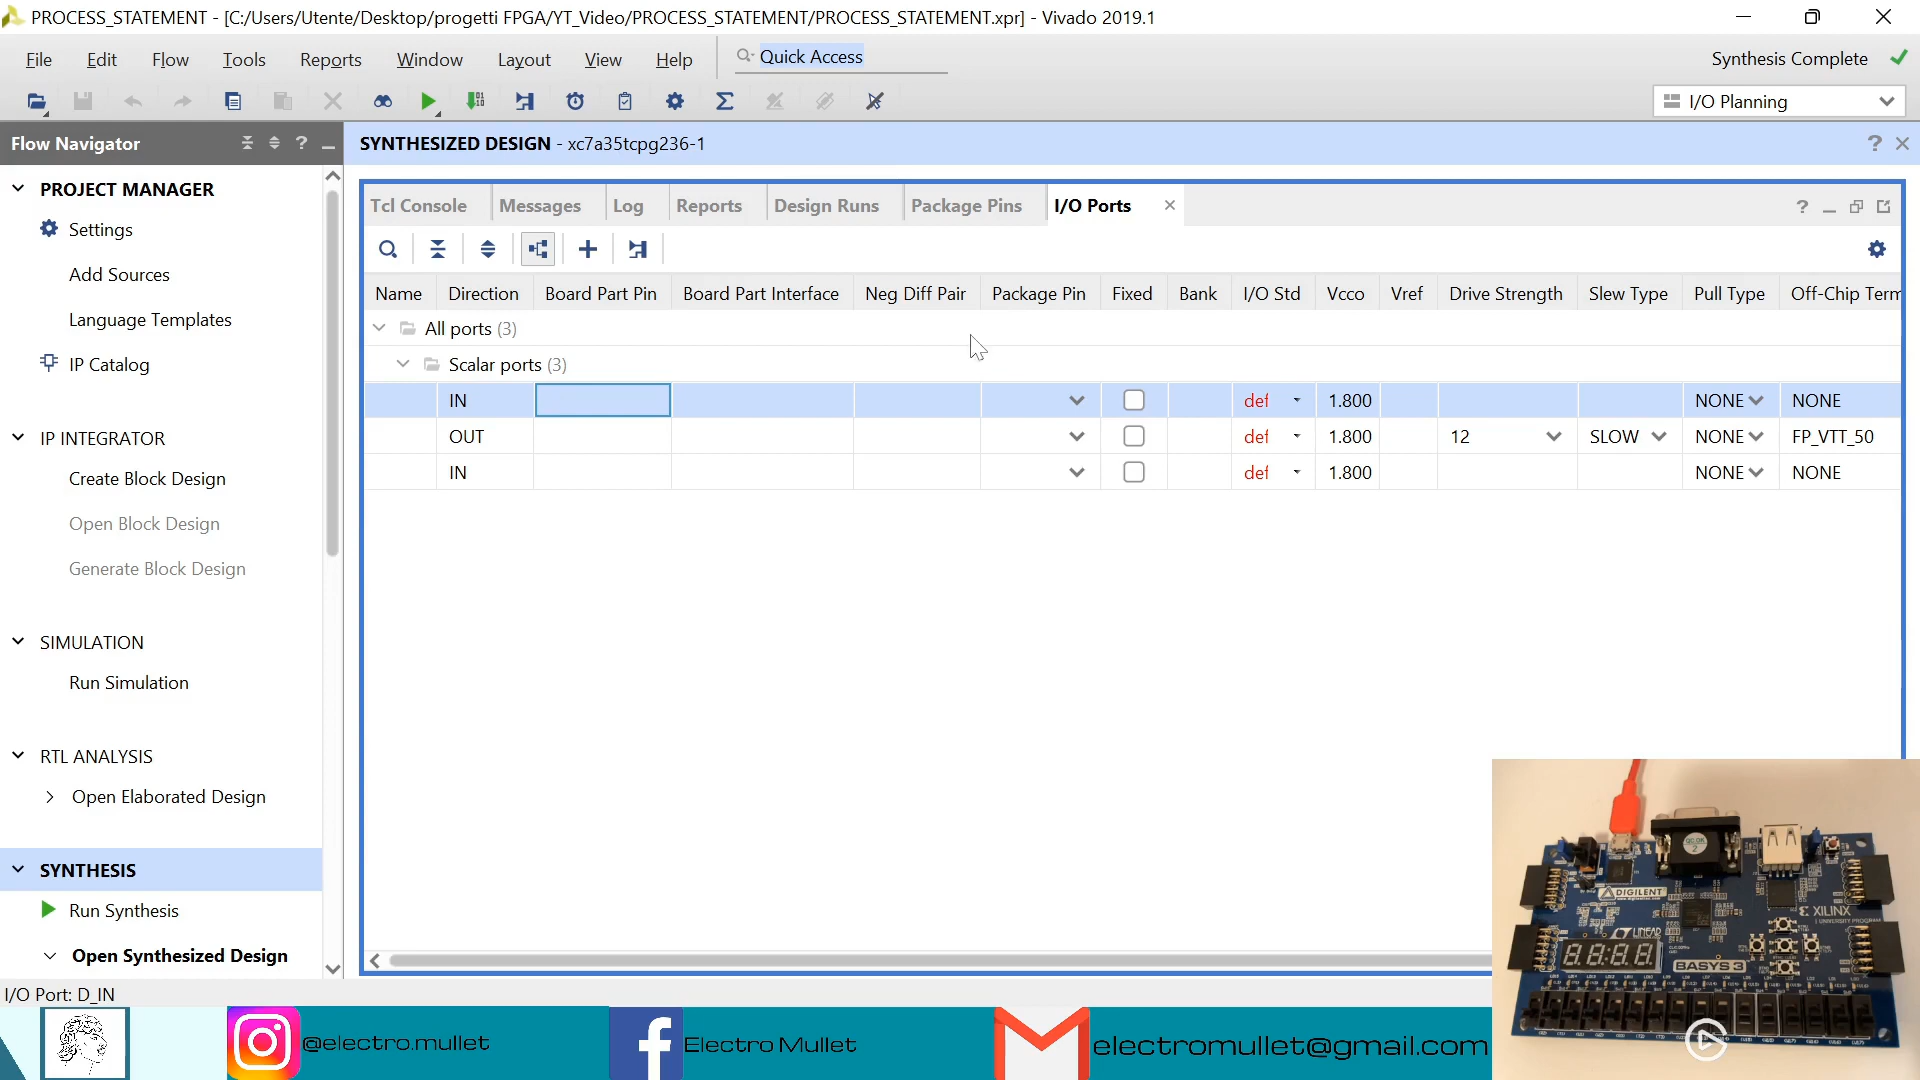 PROCESS_STATEMENT - [C:/Users/Utente/Desktop/progetti FPGA/YT_Video/PROCESS_STATEMENT/PROCESS_STATEMENT.xpr] - Vivado 2019.1
File Edit Flow Tools Reports Window Layout View Help Quick Access Synthesis Complete
I/O Planning
Flow Navigator SYNTHESIZED DESIGN - xc7a35tcpg236-1
PROJECT MANAGER
Settings
Add Sources
Language Templates
IP Catalog
IP INTEGRATOR
Create Block Design
Open Block Design
Generate Block Design
SIMULATION
Run Simulation
RTL ANALYSIS
Open Elaborated Design
SYNTHESIS
Run Synthesis
Open Synthesized Design
Tcl Console Messages Log Reports Design Runs Package Pins I/O Ports
Name Direction Board Part Pin Board Part Interface Neg Diff Pair Package Pin Fixed Bank I/O Std Vcco Vref Drive Strength Slew Type Pull Type Off-Chip Term
All ports (3)
Scalar ports (3)
IN def 1.800 NONE NONE
OUT def 1.800 12 SLOW NONE FP_VTT_50
IN def 1.800 NONE NONE
I/O Port: D_IN
@electro.mullet Electro Mullet electromullet@gmail.com
DIGILENT
XILINX
UNIVERSITY PROGRAM
LINEAR
BASYS 3